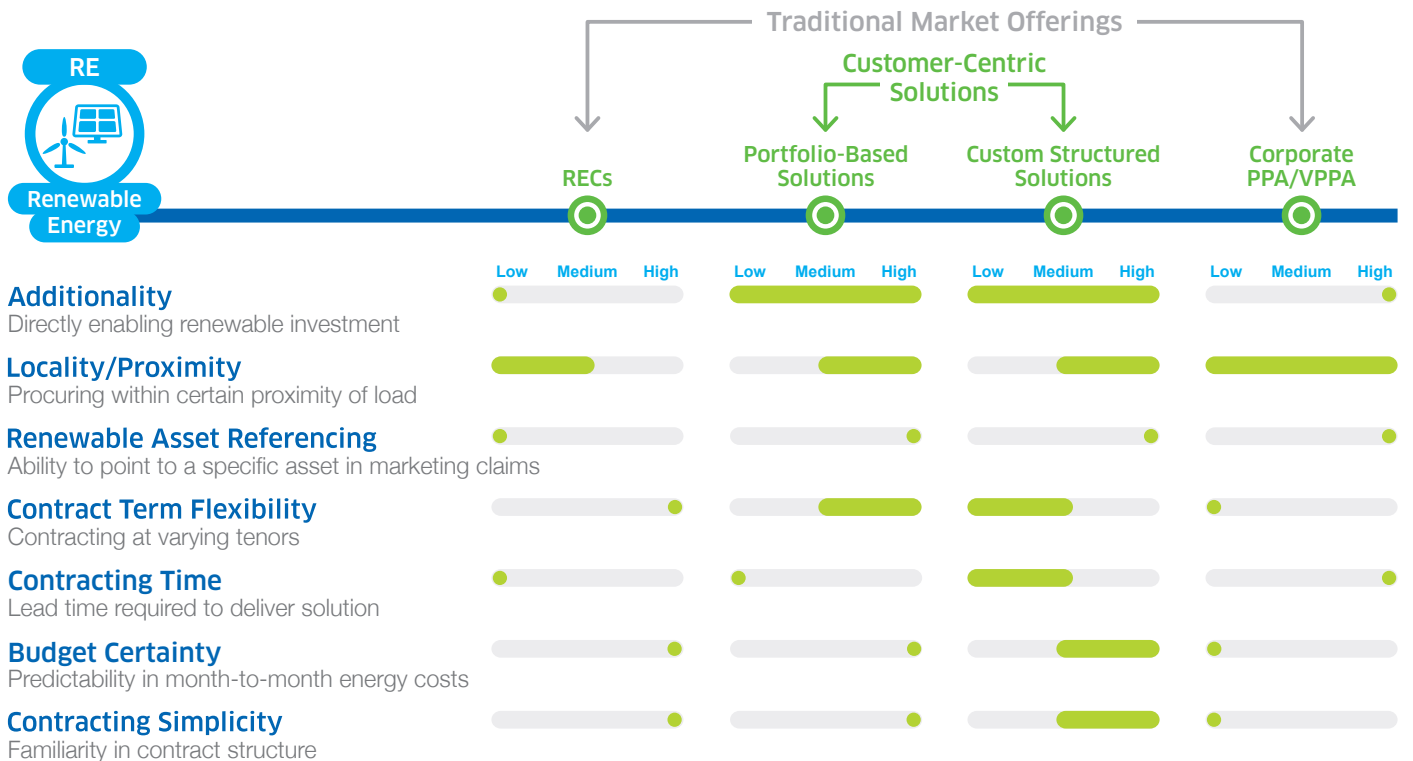 Traditional Market Offerings
Customer-Centric
Solutions
RE
Renewable
Energy
RECs
Portfolio-Based
Solutions
Custom Structured
Solutions
Corporate
PPA/VPPA
Low Medium High Low Medium High Low Medium High Low Medium High
Additionality
Directly enabling renewable investment
Locality/Proximity
Procuring within certain proximity of load
Renewable Asset Referencing
Ability to point to a specific asset in marketing claims
Contract Term Flexibility
Contracting at varying tenors
Contracting Time
Lead time required to deliver solution
Budget Certainty
Predictability in month-to-month energy costs
Contracting Simplicity
Familiarity in contract structure